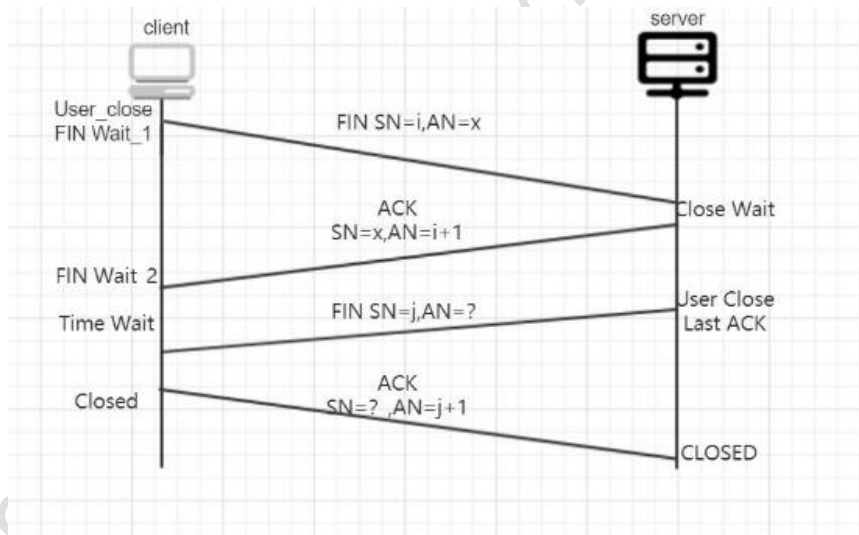 client
server
User_close
FIN Wait_1
FIN SN=i,AN=x
Close Wait
ACK
SN=x,AN=i+1
FIN Wait 2
User Close
Last ACK
FIN SN=j,AN=?
Time Wait
ACK
SN=? ,AN=j+1
Closed
CLOSED